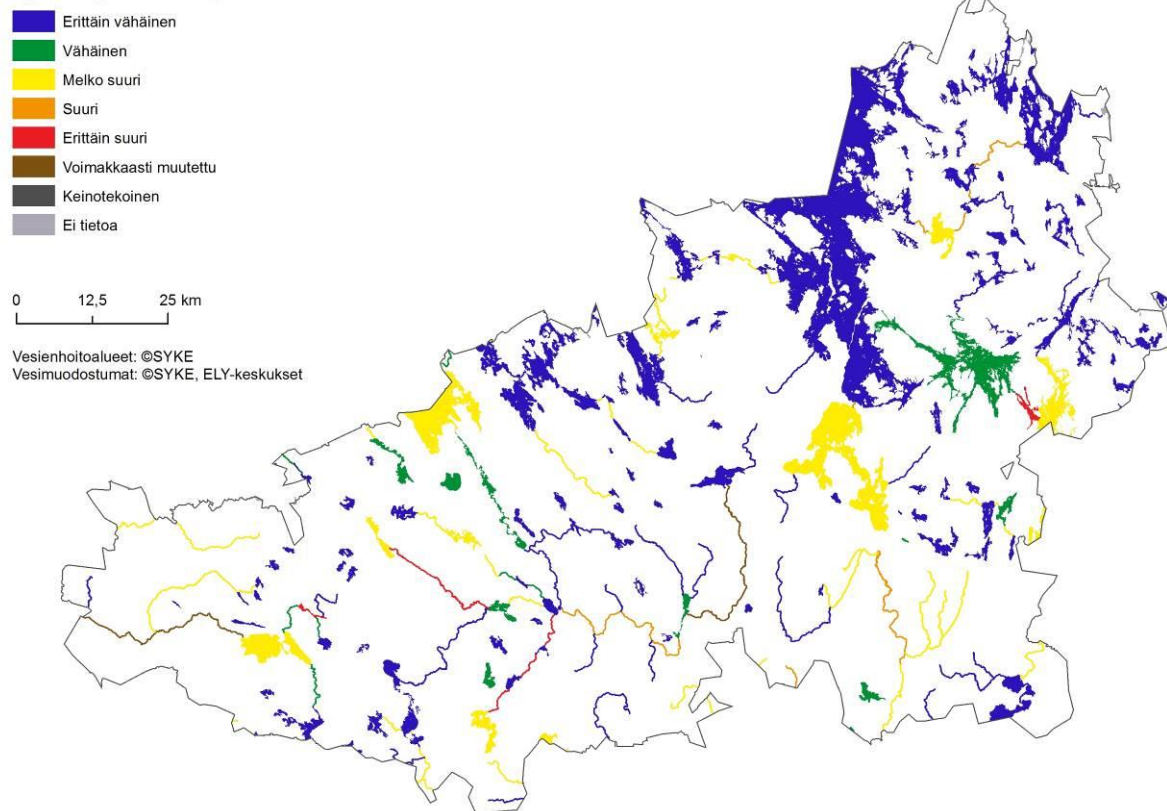 Erittäin vähäinen
Vähäinen
Melko suuri
Suuri
Erittäin suuri
Voimakkaasti muutettu
Keinotekoinen
Ei tietoa
0 12,5 25 km
Vesienhoitoalueet: ©SYKE
Vesimuodostumat: ©SYKE, ELY-keskukset